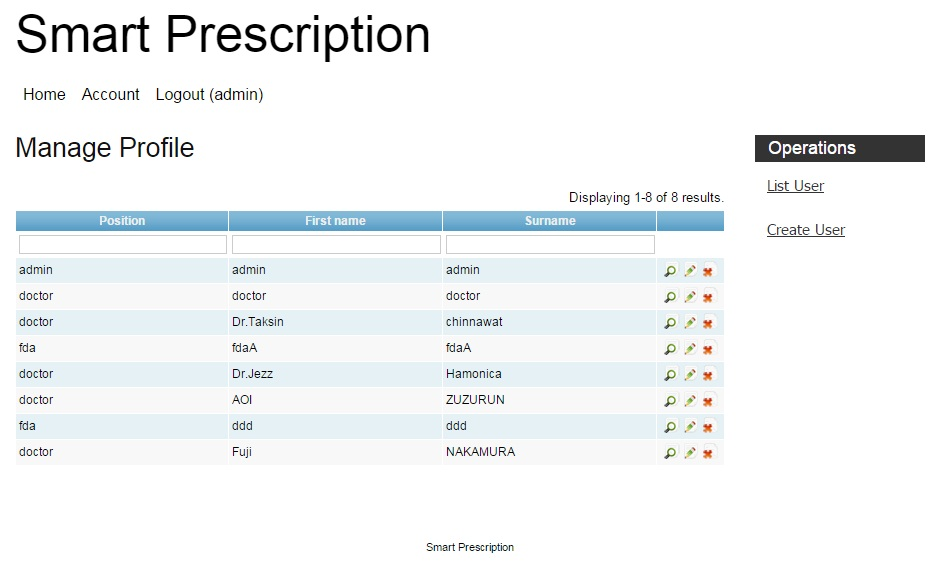 Smart Prescription
Home Account Logout (admin)
Manage Profile
Operations
List User
Create User
Displaying 1-8 of 8 results.
Position First name Surname
admin admin admin
doctor doctor doctor
doctor Dr.Taksin chinnawat
fda fdaA fdaA
doctor Dr.Jezz Hamonica
doctor AOI ZUZURUN
fda ddd ddd
doctor Fuji NAKAMURA
Smart Prescription